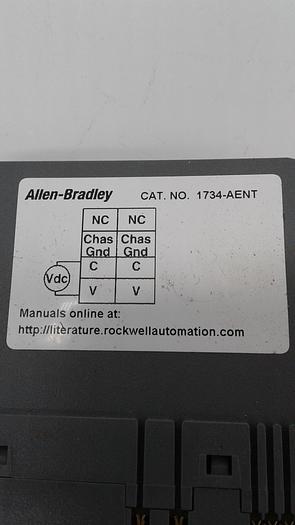 Allen-Bradley CAT. NO. 1734-AENT
NC NC
Chas Gnd Chas Gnd
Vdc
C C
V V
Manuals online at:
http://literature.rockwellautomation.com